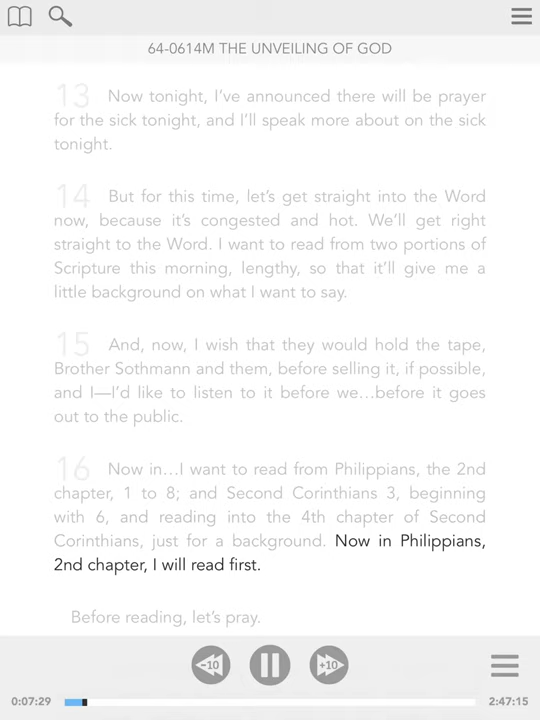 64-0614M THE UNVEILING OF GOD
13 Now tonight, I’ve announced there will be prayer
for the sick tonight, and I’ll speak more about on the sick
tonight.
14 But for this time, let’s get straight into the Word
now, because it’s congested and hot. We’ll get right
straight to the Word. I want to read from two portions of
Scripture this morning, lengthy, so that it’ll give me a
little background on what I want to say.
15 And, now, I wish that they would hold the tape,
Brother Sothmann and them, before selling it, if possible,
and I—I’d like to listen to it before we…before it goes
out to the public.
16 Now in…I want to read from Philippians, the 2nd
chapter, 1 to 8; and Second Corinthians 3, beginning
with 6, and reading into the 4th chapter of Second
Corinthians, just for a background. Now in Philippians,
2nd chapter, I will read first.
Before reading, let’s pray.
-10 +10
0:07:29 2:47:15